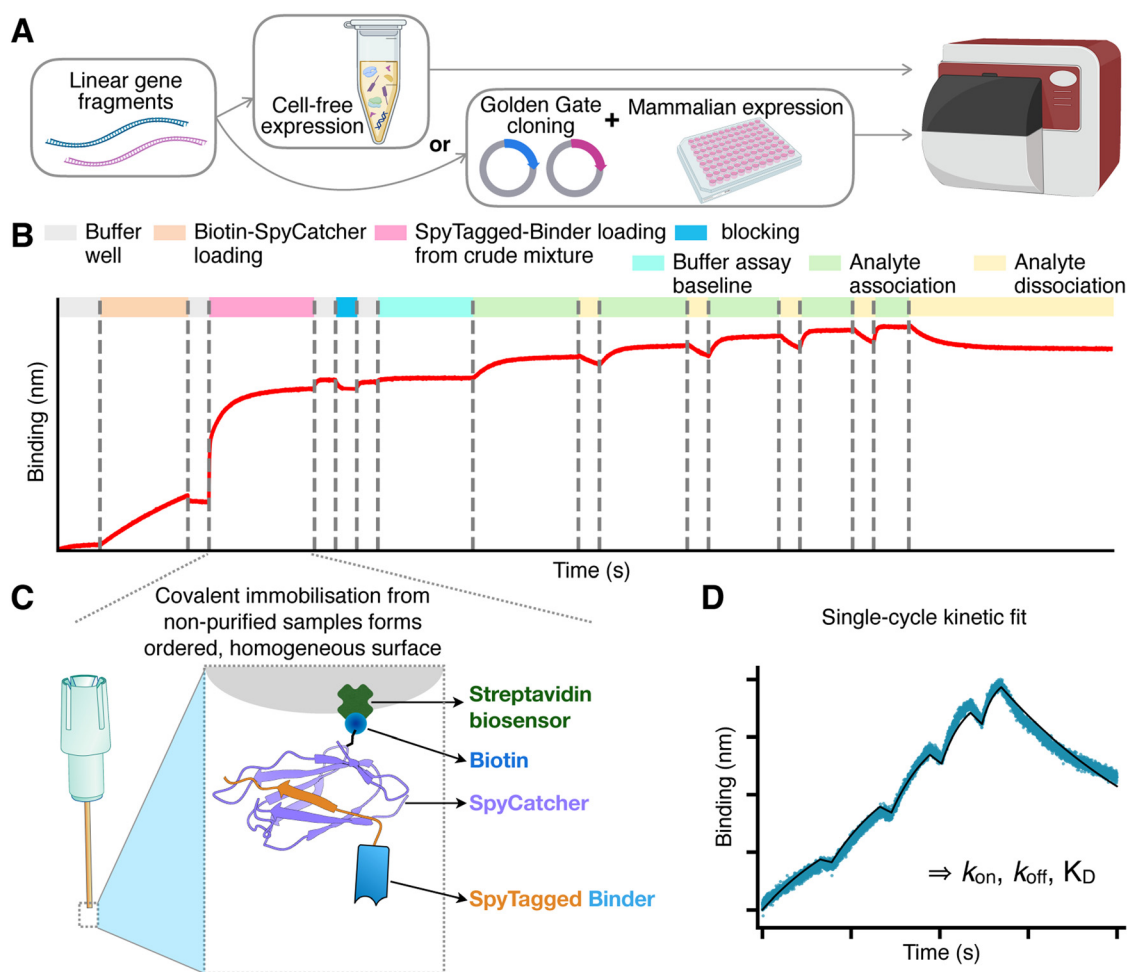 A
Linear gene
fragments
Cell-free
expression
or
Golden Gate
cloning
+
Mammalian expression
B
Buffer
well
Biotin-SpyCatcher
loading
SpyTagged-Binder loading
from crude mixture
blocking
Buffer assay
baseline
Analyte
association
Analyte
dissociation
Binding (nm)
Time (s)
C
Covalent immobilisation from
non-purified samples forms
ordered, homogeneous surface
Streptavidin
biosensor
Biotin
SpyCatcher
SpyTagged Binder
D
Single-cycle kinetic fit
Binding (nm)
⇒ kon, koff, KD
Time (s)